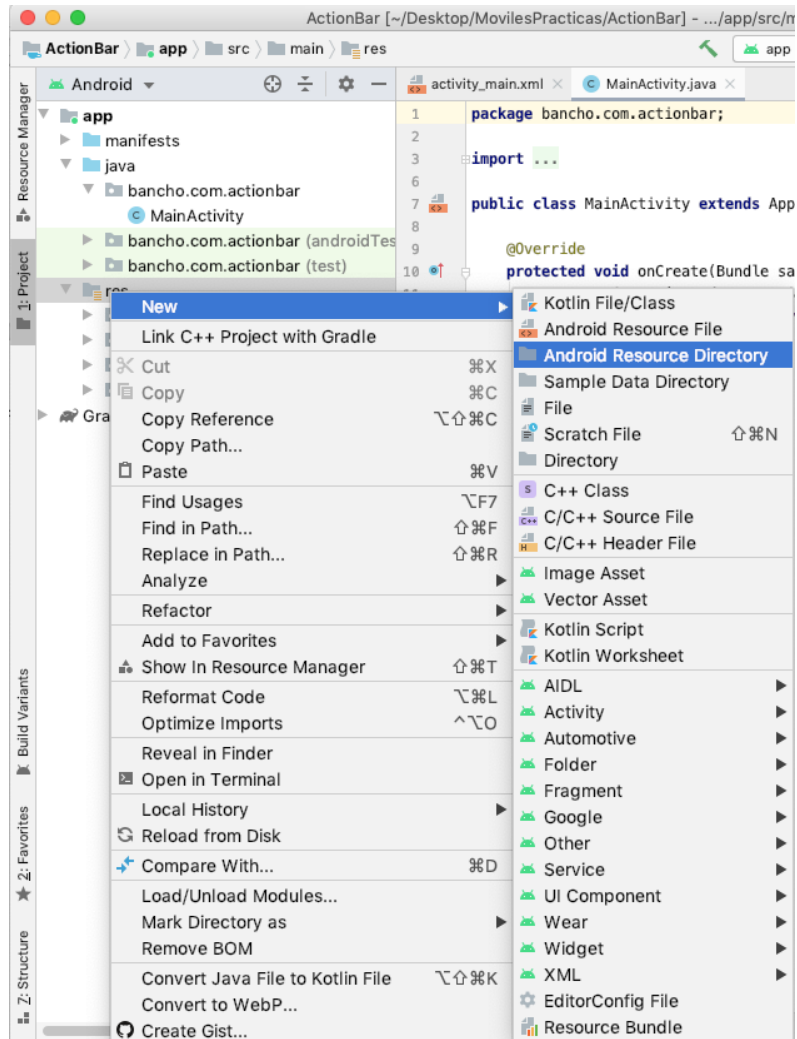 ActionBar [~/Desktop/MovilesPracticas/ActionBar] - .../app/src/m
ActionBar app src main res
app
Android
activity_main.xml
MainActivity.java
Resource Manager
1: Project
Build Variants
2: Favorites
Z: Structure
app
manifests
java
bancho.com.actionbar
MainActivity
bancho.com.actionbar (androidTes
bancho.com.actionbar (test)
res
Gra
1 package bancho.com.actionbar;
2
3 import ...
6
7 public class MainActivity extends App
8
9 @Override
10 protected void onCreate(Bundle sa
New
Link C++ Project with Gradle
Cut ⌘X
Copy ⌘C
Copy Reference ⌥⇧⌘C
Copy Path...
Paste ⌘V
Find Usages ⌥F7
Find in Path... ⇧⌘F
Replace in Path... ⇧⌘R
Analyze
Refactor
Add to Favorites
Show In Resource Manager ⇧⌘T
Reformat Code ⌥⌘L
Optimize Imports ^⌥O
Reveal in Finder
Open in Terminal
Local History
Reload from Disk
Compare With... ⌘D
Load/Unload Modules...
Mark Directory as
Remove BOM
Convert Java File to Kotlin File ⌥⇧⌘K
Convert to WebP...
Create Gist...
Kotlin File/Class
Android Resource File
Android Resource Directory
Sample Data Directory
File
Scratch File ⇧⌘N
Directory
C++ Class
C/C++ Source File
C/C++ Header File
Image Asset
Vector Asset
Kotlin Script
Kotlin Worksheet
AIDL
Activity
Automotive
Folder
Fragment
Google
Other
Service
UI Component
Wear
Widget
XML
EditorConfig File
Resource Bundle